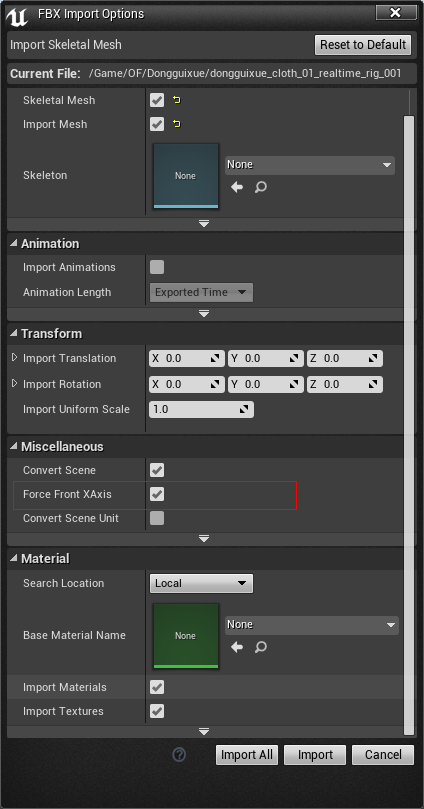 FBX Import Options
Import Skeletal Mesh
Reset to Default
Current File: /Game/OF/Dongguixue/dongguixue_cloth_01_realtime_rig_001
Skeletal Mesh
Import Mesh
Skeleton
None
None
Animation
Import Animations
Animation Length
Exported Time
Transform
Import Translation X 0.0 Y 0.0 Z 0.0
Import Rotation X 0.0 Y 0.0 Z 0.0
Import Uniform Scale 1.0
Miscellaneous
Convert Scene
Force Front XAxis
Convert Scene Unit
Material
Search Location Local
Base Material Name
None
None
Import Materials
Import Textures
? Import All Import Cancel